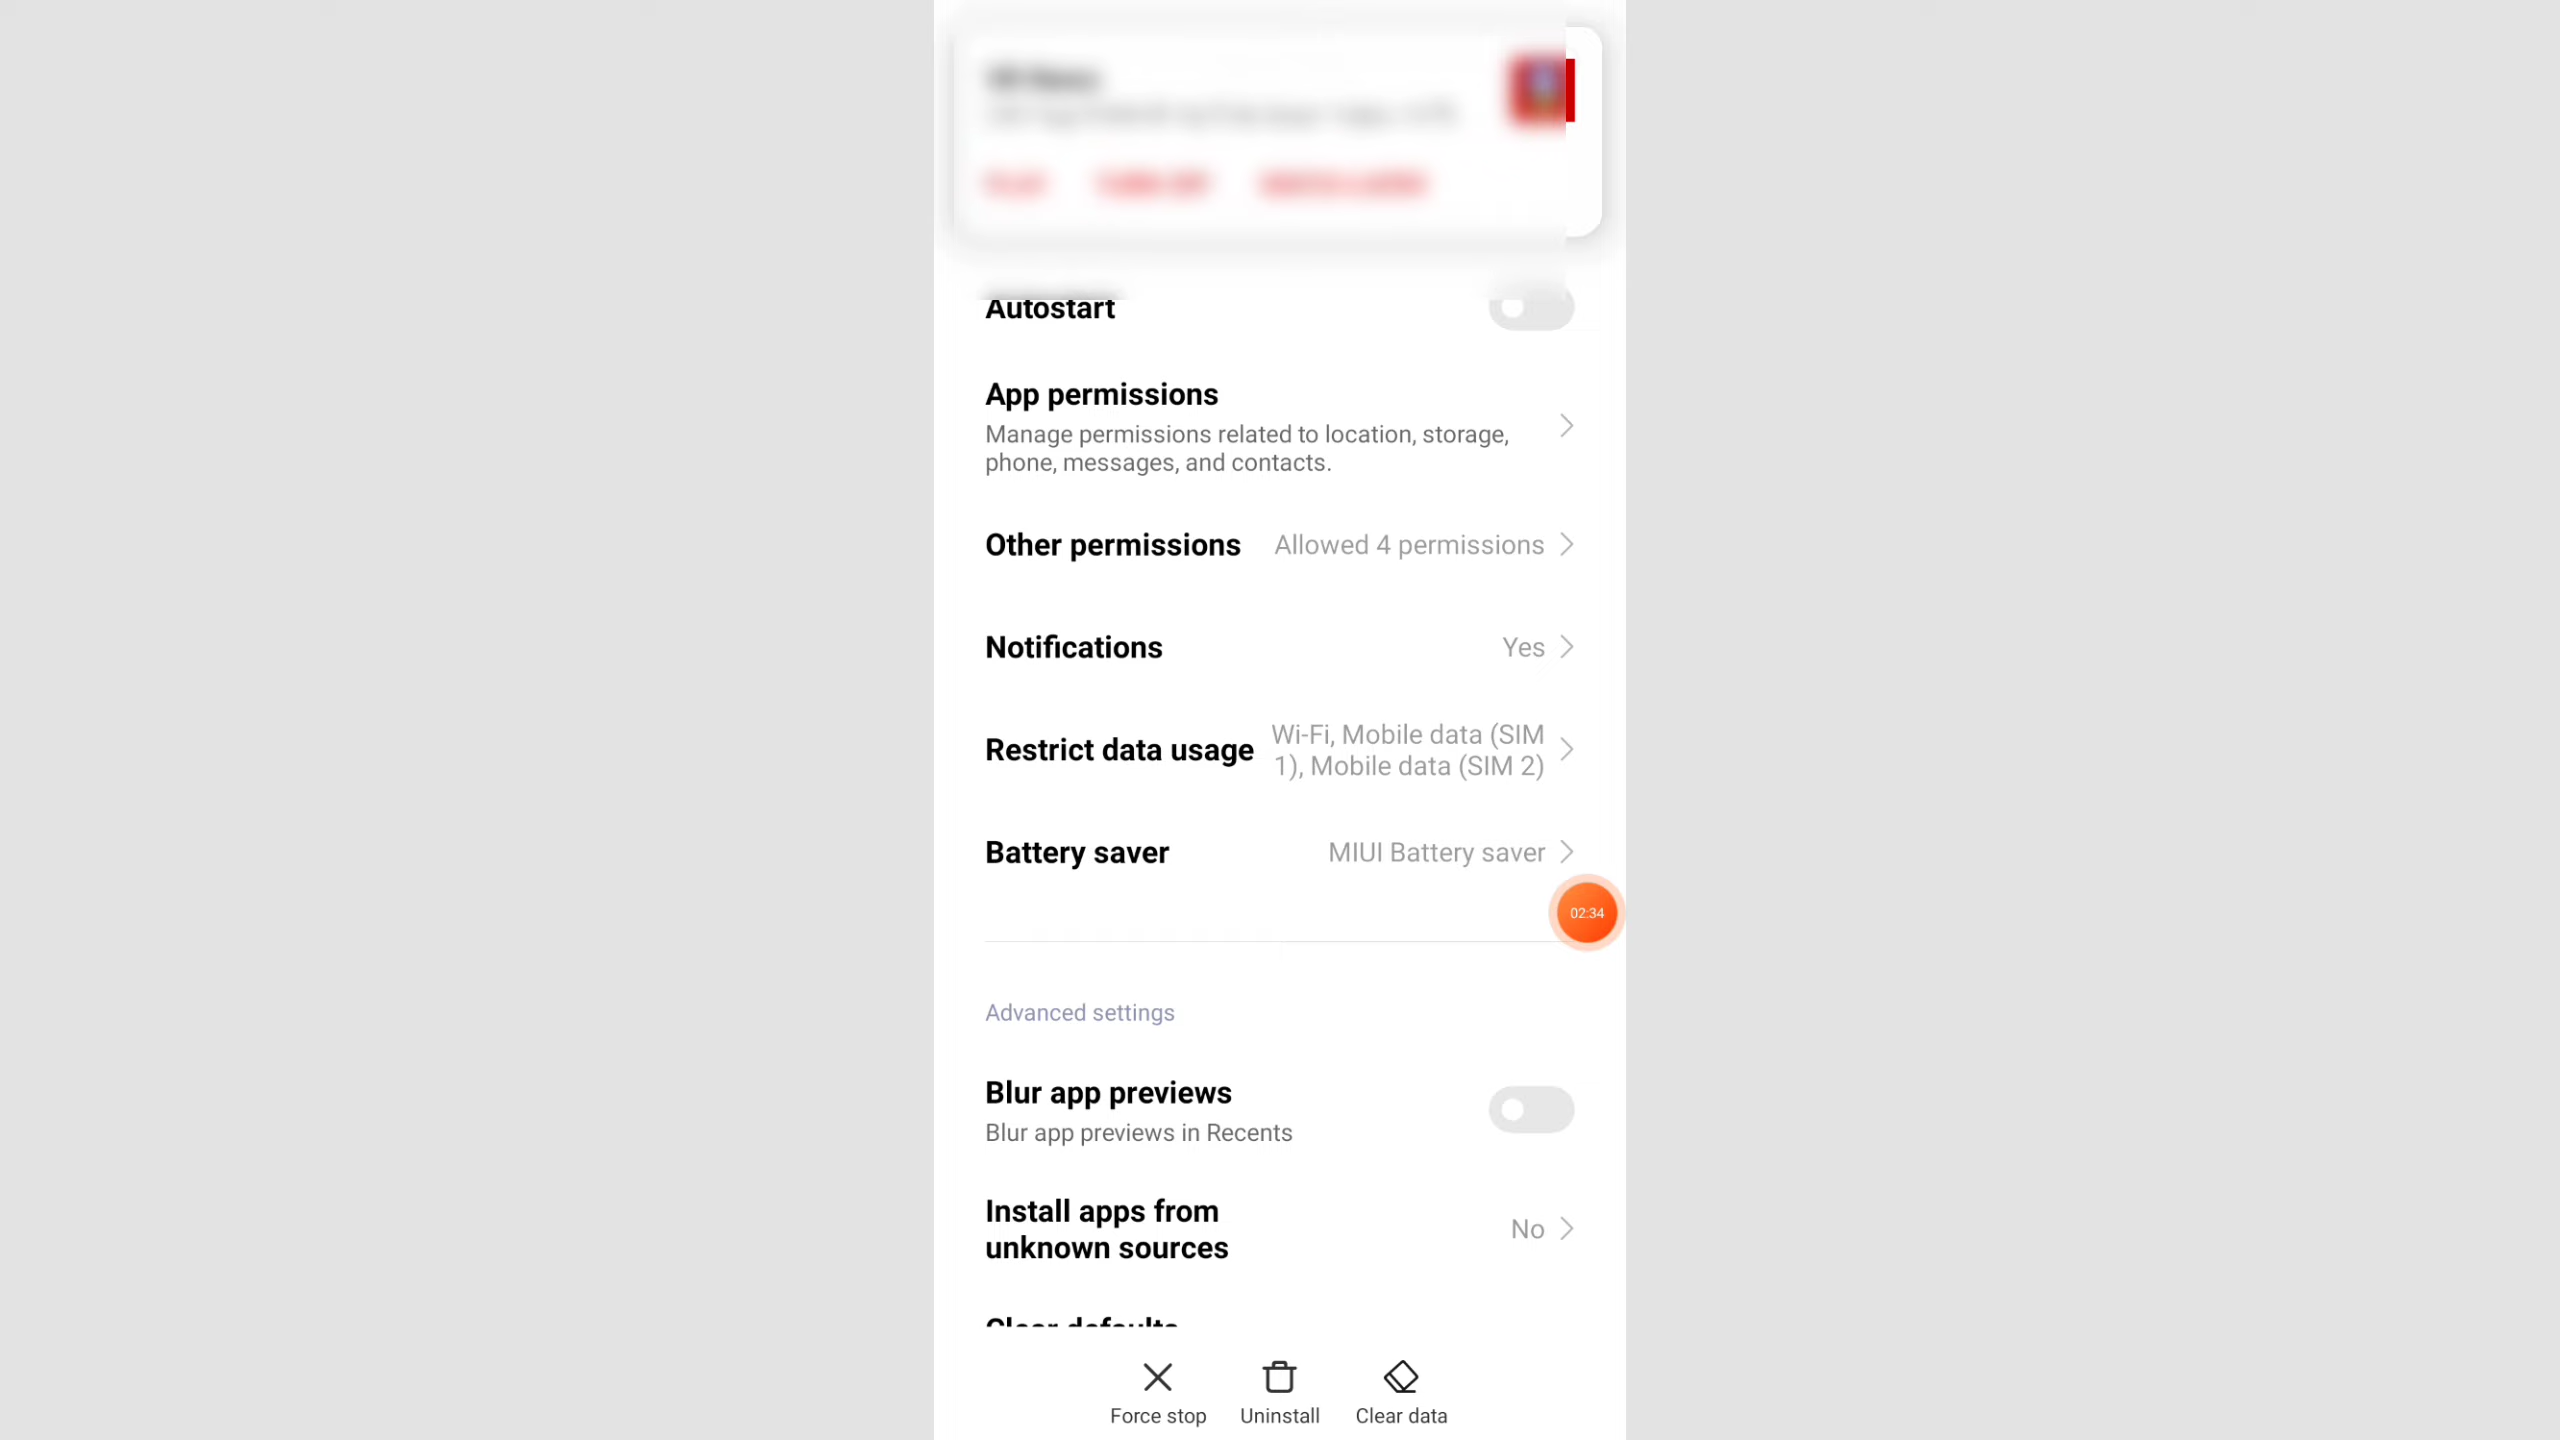 Autostart
App permissions
Manage permissions related to location, storage,
phone, messages, and contacts.
Other permissions
Allowed 4 permissions
Notifications
Yes
Restrict data usage
Wi-Fi, Mobile data (SIM
1), Mobile data (SIM 2)
Battery saver
MIUI Battery saver
02:34
Advanced settings
Blur app previews
Blur app previews in Recents
Install apps from
unknown sources
No
Clear defaults
Force stop
Uninstall
Clear data